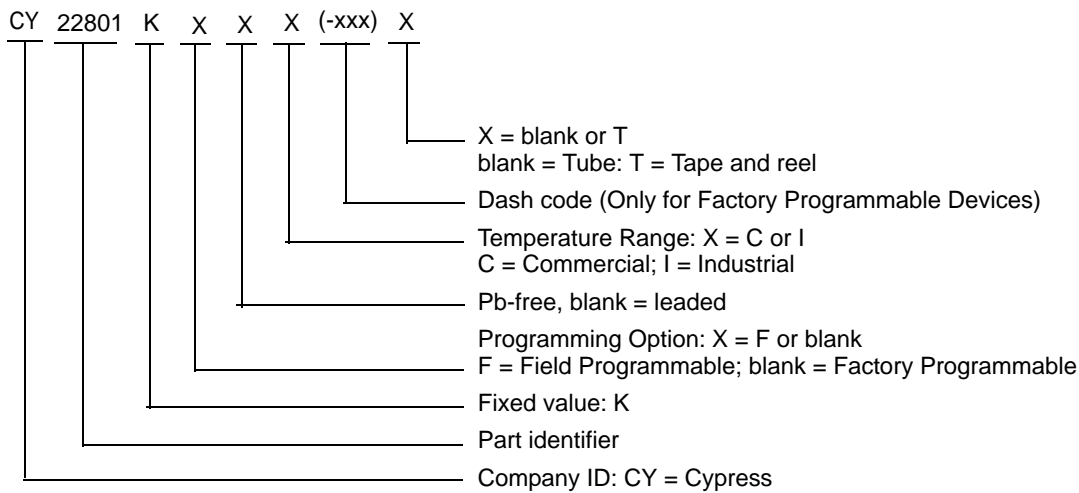 CY 22801 K X X X (-xxx) X
X = blank or T
blank = Tube: T = Tape and reel
Dash code (Only for Factory Programmable Devices)
Temperature Range: X = C or I
C = Commercial; I = Industrial
Pb-free, blank = leaded
Programming Option: X = F or blank
F = Field Programmable; blank = Factory Programmable
Fixed value: K
Part identifier
Company ID: CY = Cypress